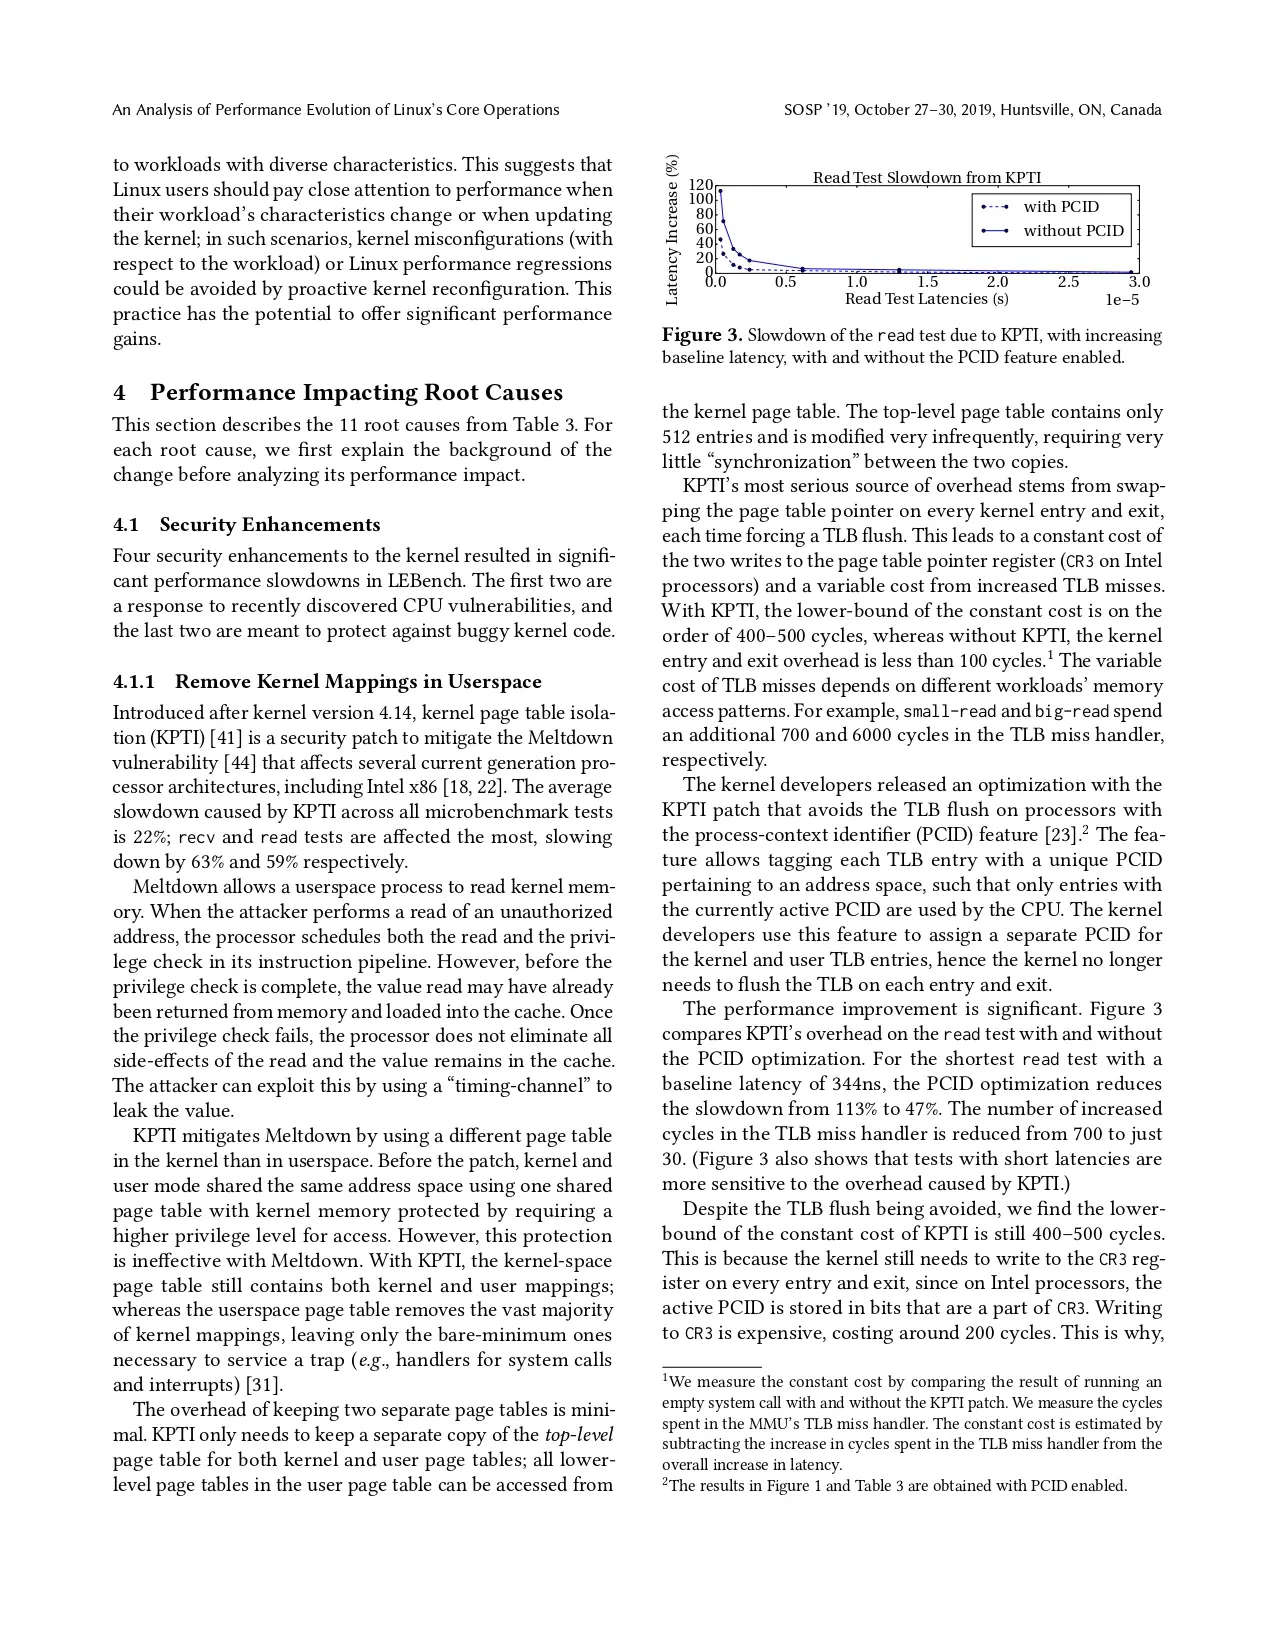 An Analysis of Performance Evolution of Linux's Core Operations
SOSP '19, October 27–30, 2019, Huntsville, ON, Canada
to workloads with diverse characteristics. This suggests that
Linux users should pay close attention to performance when
their workload's characteristics change or when updating
the kernel; in such scenarios, kernel misconfigurations (with
respect to the workload) or Linux performance regressions
could be avoided by proactive kernel reconfiguration. This
practice has the potential to offer significant performance
gains.
4 Performance Impacting Root Causes
This section describes the 11 root causes from Table 3. For
each root cause, we first explain the background of the
change before analyzing its performance impact.
4.1 Security Enhancements
Four security enhancements to the kernel resulted in signifi-
cant performance slowdowns in LEBench. The first two are
a response to recently discovered CPU vulnerabilities, and
the last two are meant to protect against buggy kernel code.
4.1.1 Remove Kernel Mappings in Userspace
Introduced after kernel version 4.14, kernel page table isola-
tion (KPTI) [41] is a security patch to mitigate the Meltdown
vulnerability [44] that affects several current generation pro-
cessor architectures, including Intel x86 [18, 22]. The average
slowdown caused by KPTI across all microbenchmark tests
is 22%; recv and read tests are affected the most, slowing
down by 63% and 59% respectively.
Meltdown allows a userspace process to read kernel mem-
ory. When the attacker performs a read of an unauthorized
address, the processor schedules both the read and the privi-
lege check in its instruction pipeline. However, before the
privilege check is complete, the value read may have already
been returned from memory and loaded into the cache. Once
the privilege check fails, the processor does not eliminate all
side-effects of the read and the value remains in the cache.
The attacker can exploit this by using a “timing-channel” to
leak the value.
KPTI mitigates Meltdown by using a different page table
in the kernel than in userspace. Before the patch, kernel and
user mode shared the same address space using one shared
page table with kernel memory protected by requiring a
higher privilege level for access. However, this protection
is ineffective with Meltdown. With KPTI, the kernel-space
page table still contains both kernel and user mappings;
whereas the userspace page table removes the vast majority
of kernel mappings, leaving only the bare-minimum ones
necessary to service a trap (e.g., handlers for system calls
and interrupts) [31].
The overhead of keeping two separate page tables is mini-
mal. KPTI only needs to keep a separate copy of the top-level
page table for both kernel and user page tables; all lower-
level page tables in the user page table can be accessed from
Read Test Slowdown from KPTI
Latency Increase (%)
120
100
80
60
40
20
0
with PCID
without PCID
0.0 0.5 1.0 1.5 2.0 2.5 3.0
Read Test Latencies (s)
1e−5
Figure 3. Slowdown of the read test due to KPTI, with increasing
baseline latency, with and without the PCID feature enabled.
the kernel page table. The top-level page table contains only
512 entries and is modified very infrequently, requiring very
little “synchronization” between the two copies.
KPTI's most serious source of overhead stems from swap-
ping the page table pointer on every kernel entry and exit,
each time forcing a TLB flush. This leads to a constant cost of
the two writes to the page table pointer register (CR3 on Intel
processors) and a variable cost from increased TLB misses.
With KPTI, the lower-bound of the constant cost is on the
order of 400–500 cycles, whereas without KPTI, the kernel
entry and exit overhead is less than 100 cycles.1 The variable
cost of TLB misses depends on different workloads' memory
access patterns. For example, small-read and big-read spend
an additional 700 and 6000 cycles in the TLB miss handler,
respectively.
The kernel developers released an optimization with the
KPTI patch that avoids the TLB flush on processors with
the process-context identifier (PCID) feature [23].2 The fea-
ture allows tagging each TLB entry with a unique PCID
pertaining to an address space, such that only entries with
the currently active PCID are used by the CPU. The kernel
developers use this feature to assign a separate PCID for
the kernel and user TLB entries, hence the kernel no longer
needs to flush the TLB on each entry and exit.
The performance improvement is significant. Figure 3
compares KPTI's overhead on the read test with and without
the PCID optimization. For the shortest read test with a
baseline latency of 344ns, the PCID optimization reduces
the slowdown from 113% to 47%. The number of increased
cycles in the TLB miss handler is reduced from 700 to just
30. (Figure 3 also shows that tests with short latencies are
more sensitive to the overhead caused by KPTI.)
Despite the TLB flush being avoided, we find the lower-
bound of the constant cost of KPTI is still 400–500 cycles.
This is because the kernel still needs to write to the CR3 reg-
ister on every entry and exit, since on Intel processors, the
active PCID is stored in bits that are a part of CR3. Writing
to CR3 is expensive, costing around 200 cycles. This is why,
1We measure the constant cost by comparing the result of running an
empty system call with and without the KPTI patch. We measure the cycles
spent in the MMU's TLB miss handler. The constant cost is estimated by
subtracting the increase in cycles spent in the TLB miss handler from the
overall increase in latency.
2The results in Figure 1 and Table 3 are obtained with PCID enabled.